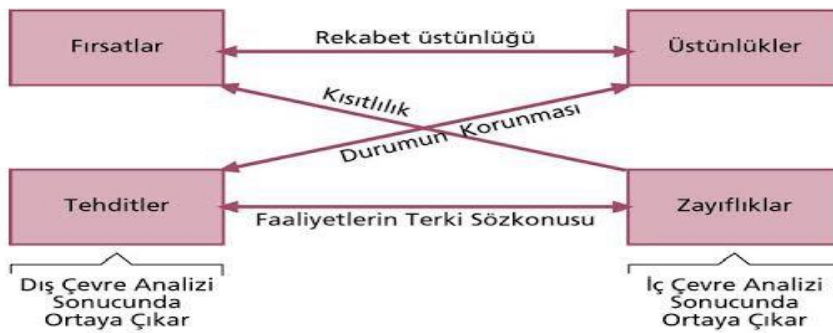 Fırsatlar
Rekabet üstünlüğü
Üstünlükler
Kısıtlılık
Durumun Korunması
Tehditler
Faaliyetlerin Terki Sözkonusu
Zayıflıklar
Dış Çevre Analizi
Sonucunda
Ortaya Çıkar
İç Çevre Analizi
Sonucunda
Ortaya Çıkar